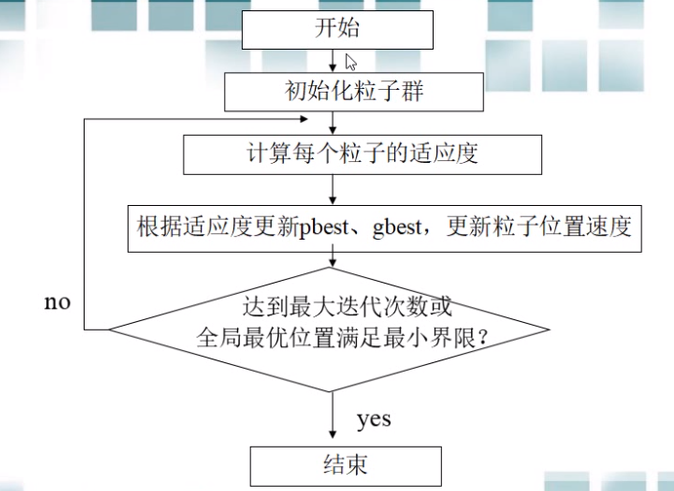 开始
初始化粒子群
计算每个粒子的适应度
根据适应度更新pbest、gbest，更新粒子位置速度
no
达到最大迭代次数或
全局最优位置满足最小界限？
yes
结束